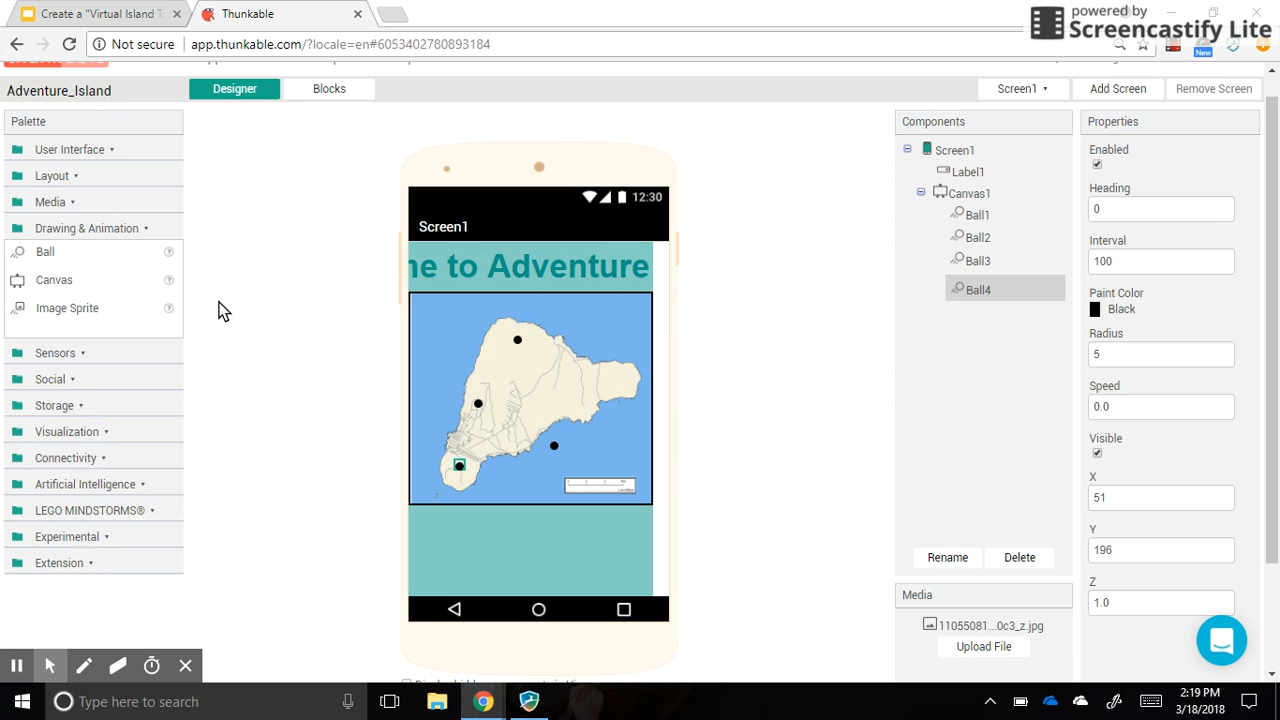 Create a "Virtual Island T
Thunkable
powered by
Screencastify Lite
Not secure
app.thunkable.com/?locale=en#6053402780893184
New
Adventure_Island
Designer
Blocks
Screen1
Add Screen
Remove Screen
Palette
User Interface
Layout
Media
Drawing & Animation
Ball
Canvas
Image Sprite
Sensors
Social
Storage
Visualization
Connectivity
Artificial Intelligence
LEGO MINDSTORMS®
Experimental
Extension
12:30
Screen1
ne to Adventure
Components
Screen1
Label1
Canvas1
Ball1
Ball2
Ball3
Ball4
Rename
Delete
Media
11055081...0c3_z.jpg
Upload File
Properties
Enabled
Heading
0
Interval
100
Paint Color
Black
Radius
5
Speed
0.0
Visible
X
51
Y
196
Z
1.0
Type here to search
2:19 PM
3/18/2018